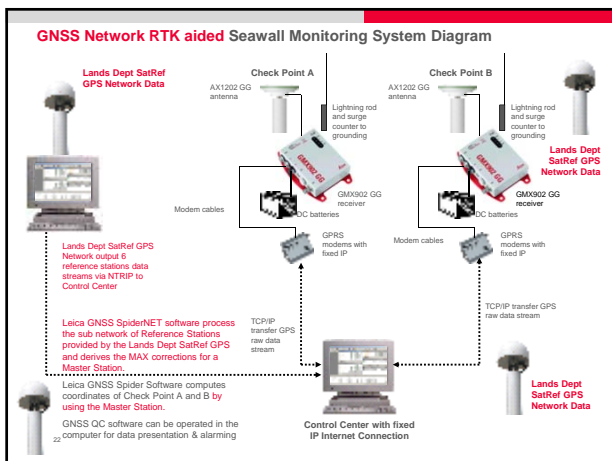 GNSS Network RTK aided Seawall Monitoring System Diagram
Lands Dept SatRef
GPS Network Data
Check Point A
AX1202 GG
antenna
Lightning rod
and surge
counter to
grounding
GMX902 GG
GMX902 GG
receiver
DC batteries
Modem cables
GPRS
modems with
fixed IP
Check Point B
AX1202 GG
antenna
Lightning rod
and surge
counter to
grounding
Lands Dept
SatRef GPS
Network Data
GMX902 GG
GMX902 GG
receiver
DC batteries
Modem cables
GPRS
modems with
fixed IP
Lands Dept SatRef GPS
Network output 6
reference stations data
streams via NTRIP to
Control Center
TCP/IP
transfer GPS
raw data
stream
TCP/IP transfer GPS
raw data stream
Leica GNSS SpiderNET software process
the sub network of Reference Stations
provided by the Lands Dept SatRef GPS
and derives the MAX corrections for a
Master Station.
Leica GNSS Spider Software computes
coordinates of Check Point A and B by
using the Master Station.
GNSS QC software can be operated in the
computer for data presentation & alarming
Control Center with fixed
IP Internet Connection
Lands Dept
SatRef GPS
Network Data
22